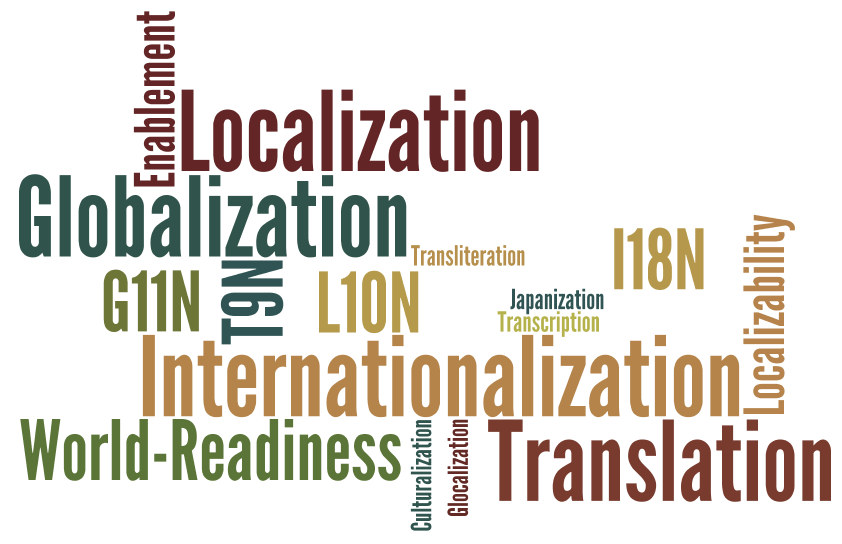 Enablement
Localization
Globalization
Transliteration
I18N
Localizability
G11N
T9N
L10N
Japanization
Transcription
Internationalization
World-Readiness
Culturalization
Glocalization
Translation